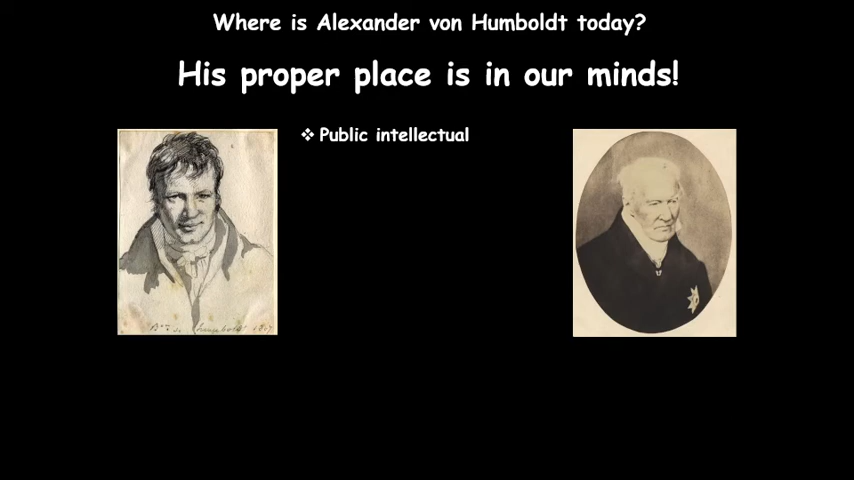 Where is Alexander von Humboldt today?
His proper place is in our minds!
❖ Public intellectual